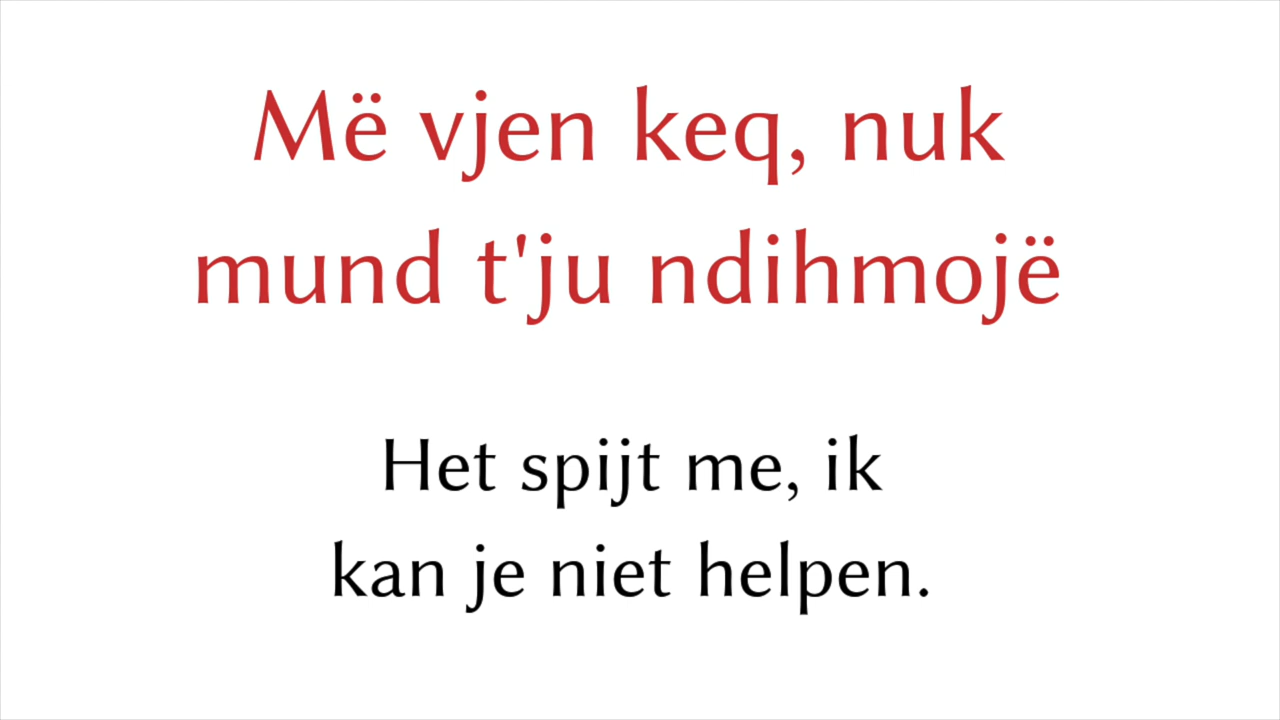 Më vjen keq, nuk
mund t'ju ndihmojë
Het spijt me, ik
kan je niet helpen.